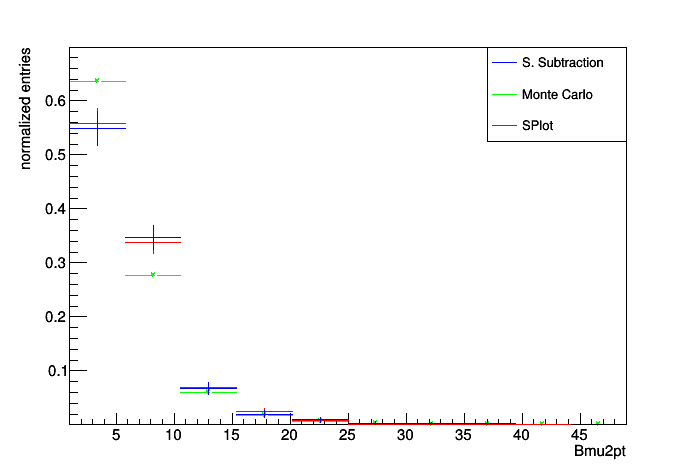 normalized entries
S. Subtraction
Monte Carlo
SPlot
0.6
0.5
0.4
0.3
0.2
0.1
5 10 15 20 25 30 35 40 45
Bmu2pt